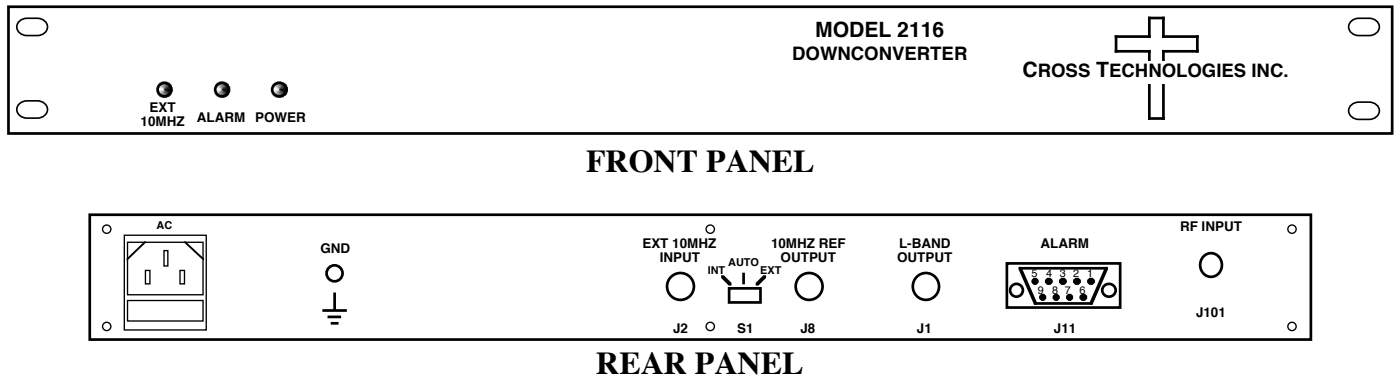 MODEL 2116
DOWNCONVERTER
CROSS TECHNOLOGIES INC.
EXT
10MHZ
ALARM
POWER
FRONT PANEL
AC
GND
EXT 10MHZ
INPUT
J2
INT
AUTO
EXT
S1
10MHZ REF
OUTPUT
J8
L-BAND
OUTPUT
J1
ALARM
5 4 3 2 1
9 8 7 6
J11
RF INPUT
J101
REAR PANEL